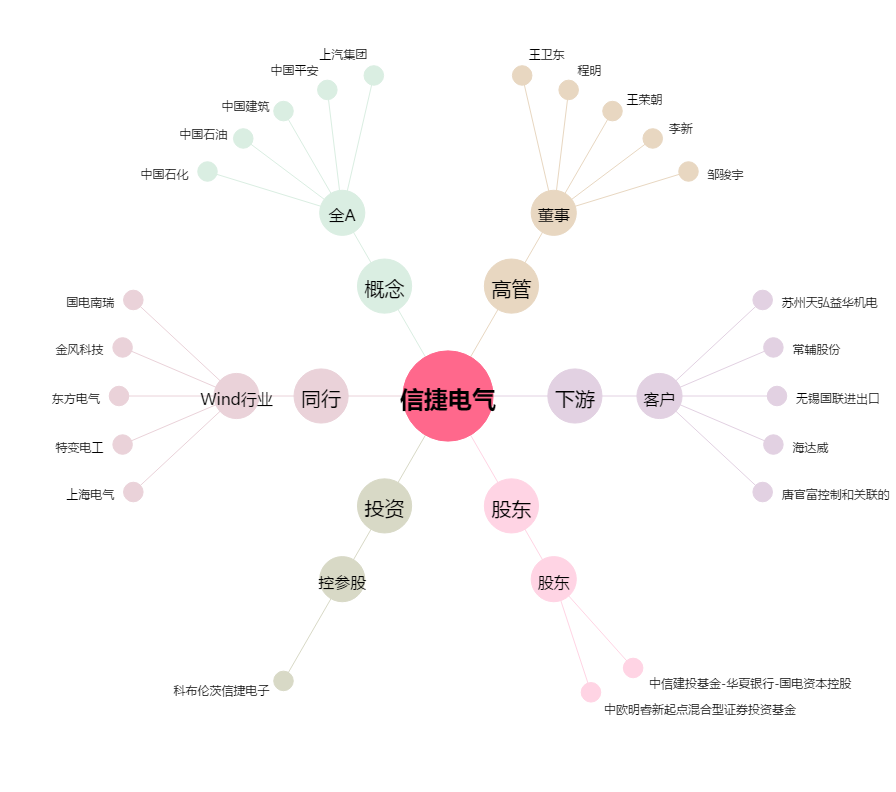 上汽集团
王卫东
中国平安
程明
中国建筑
王荣朝
中国石油
李新
中国石化
邹骏宇
全A
董事
概念
高管
国电南瑞
苏州天弘益华机电
金风科技
常辅股份
东方电气
Wind行业
同行
信捷电气
下游
客户
无锡国联进出口
特变电工
海达威
上海电气
唐官富控制和关联的
投资
股东
控参股
股东
科布伦茨信捷电子
中信建投基金-华夏银行-国电资本控股
中欧明睿新起点混合型证券投资基金